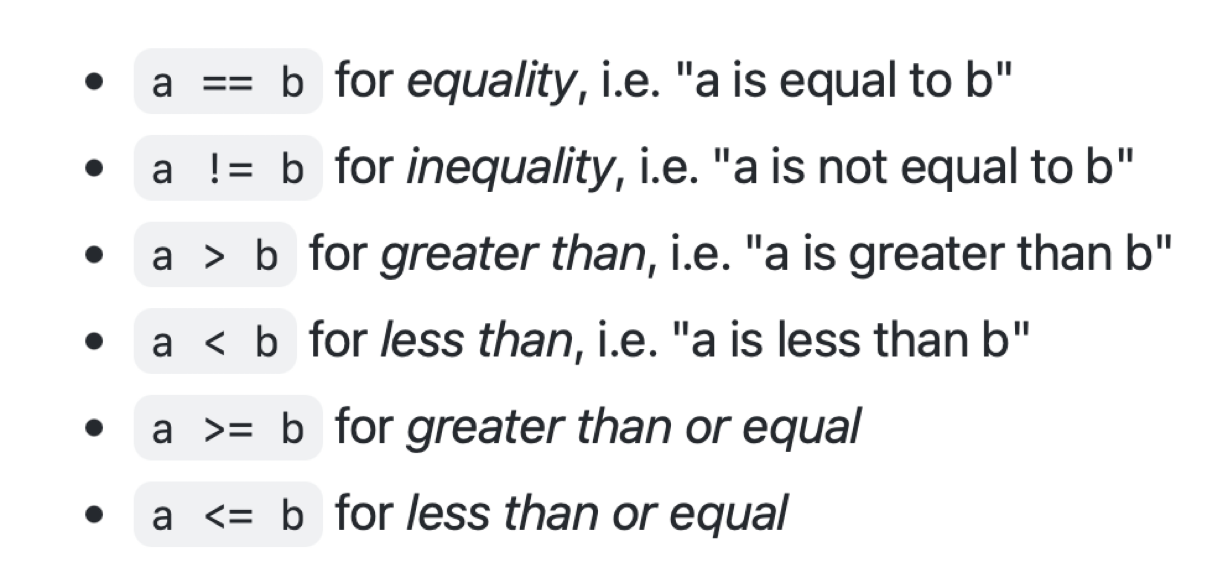 • a == b for equality, i.e. "a is equal to b"
• a != b for inequality, i.e. "a is not equal to b"
• a > b for greater than, i.e. "a is greater than b"
• a < b for less than, i.e. "a is less than b"
• a >= b for greater than or equal
• a <= b for less than or equal